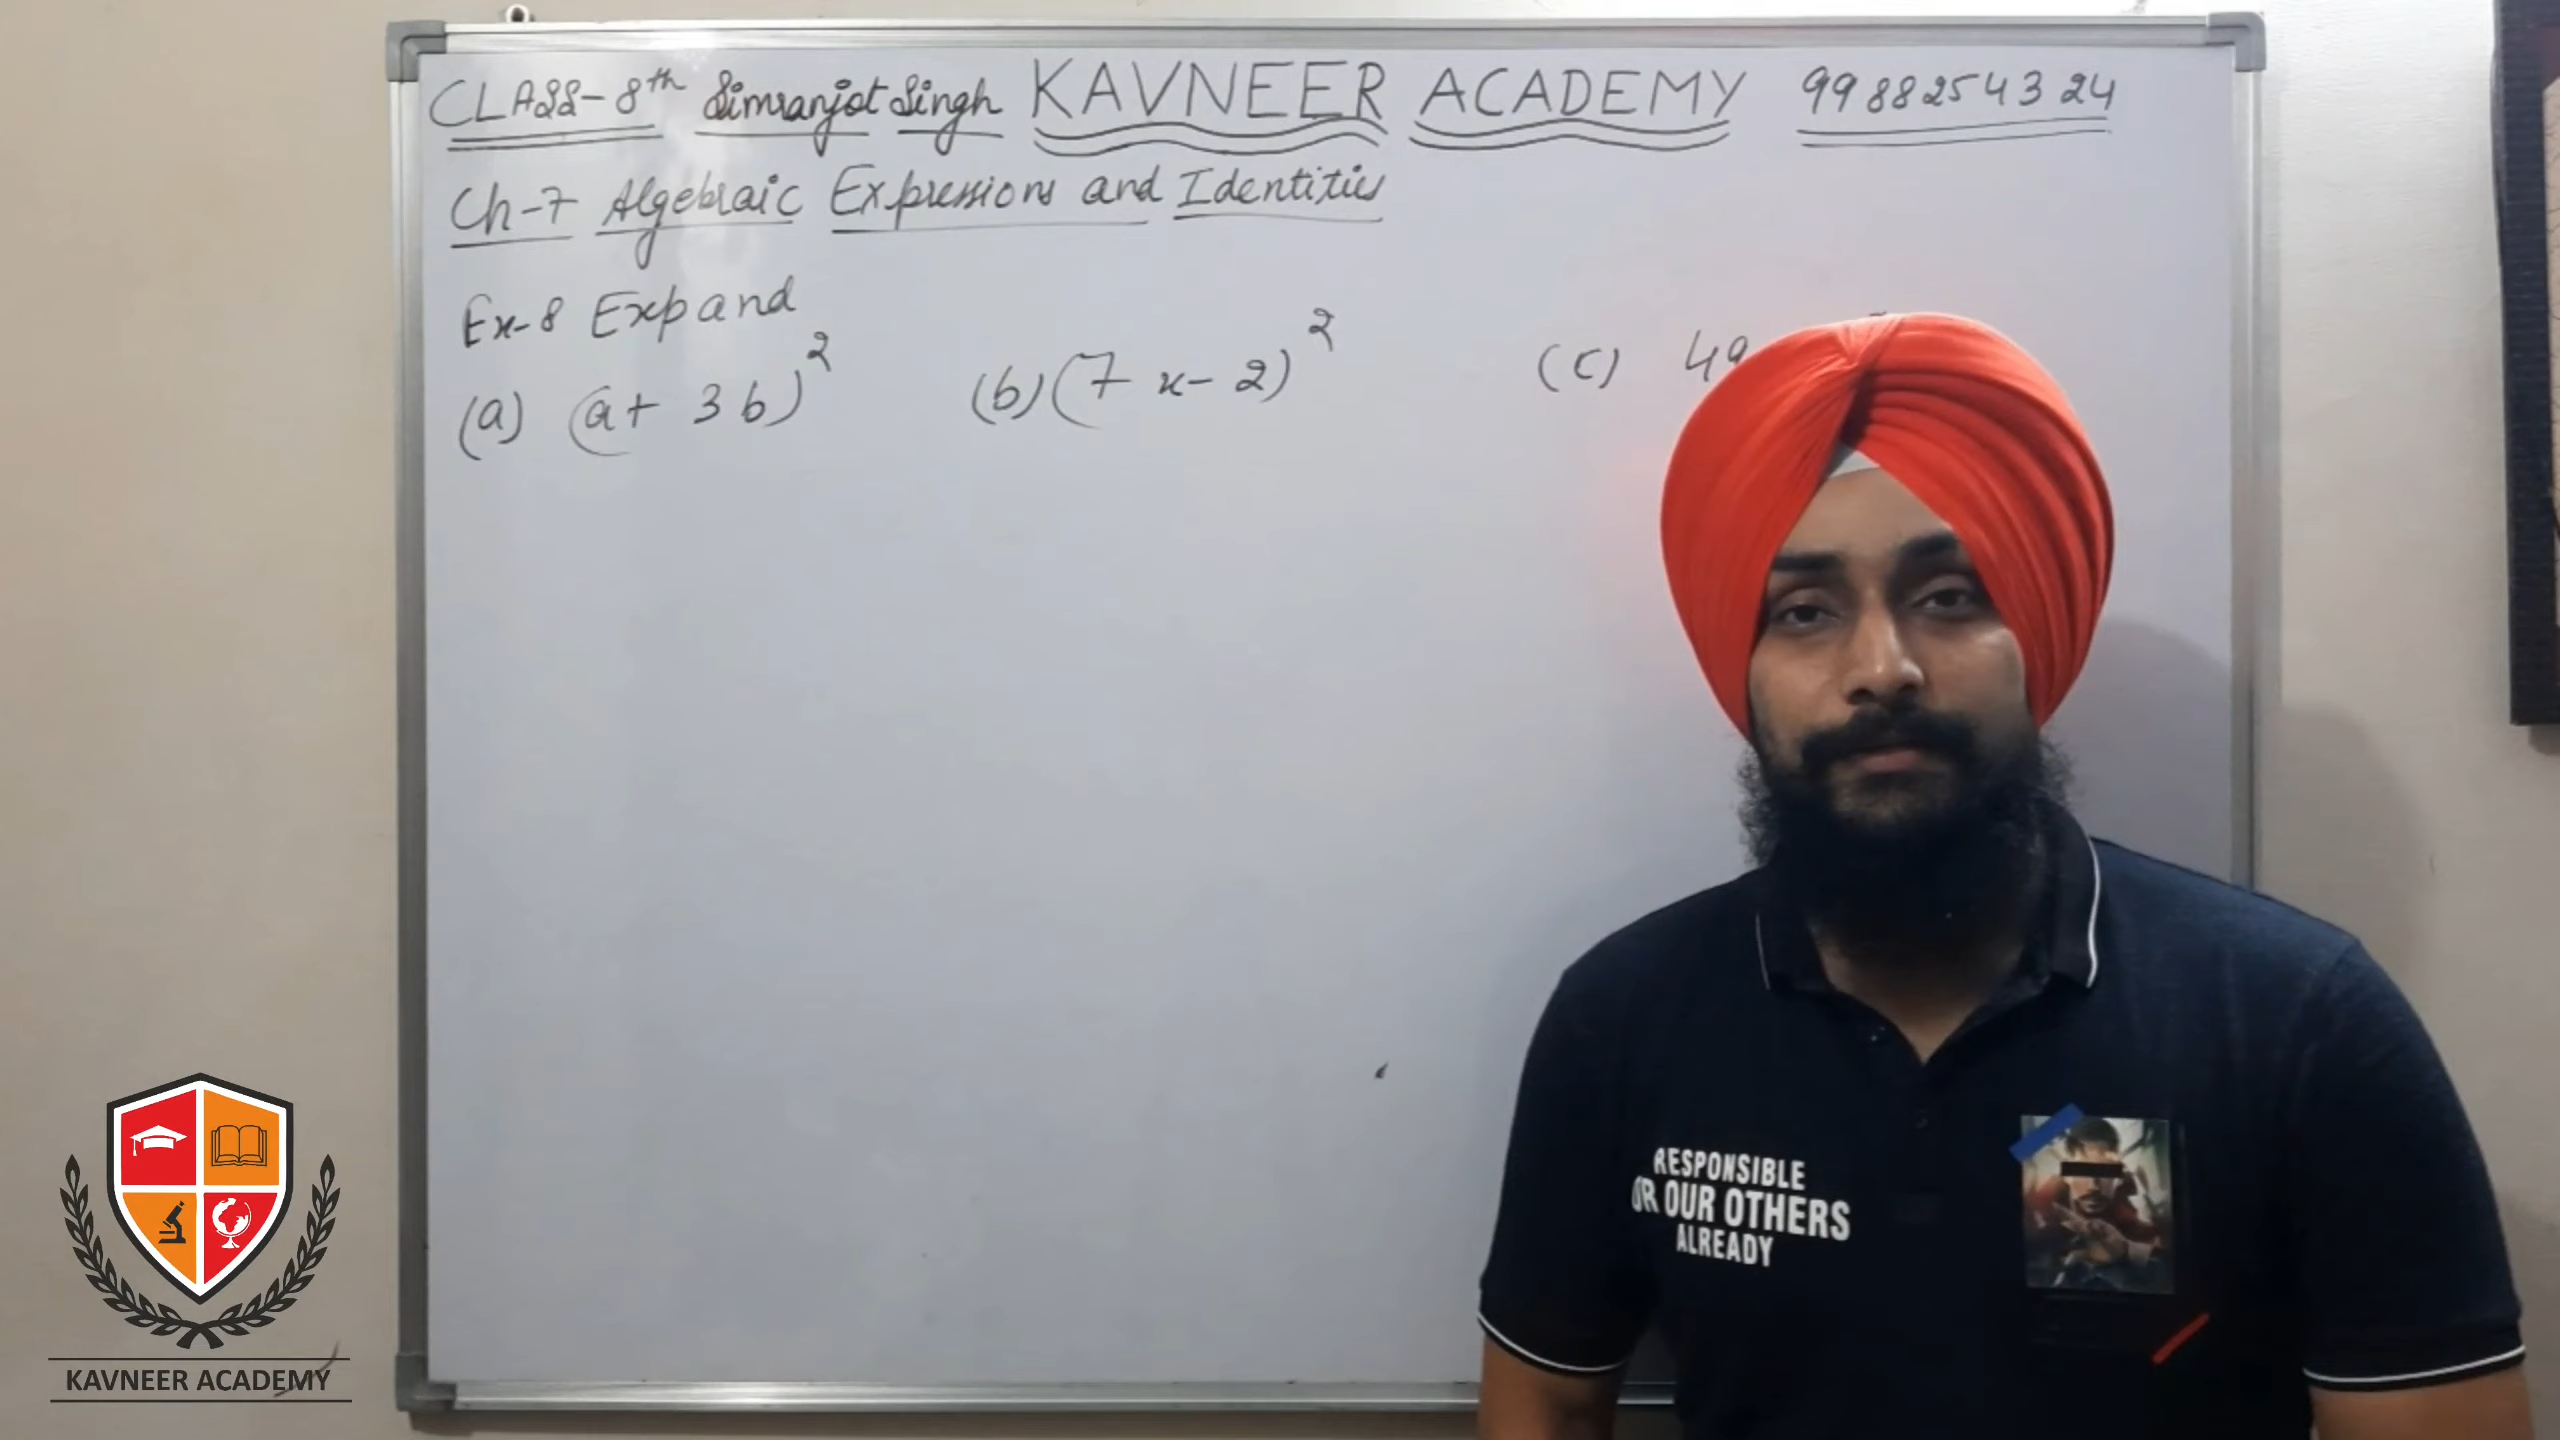 CLASS-8th Simranjot Singh KAVNEER ACADEMY 9988254324
Ch-7 Algebraic Expressions and Identities
Ex-8 Expand
(a) (a+ 3b)² (b) (7x-2)² (c) 49
RESPONSIBLE
OR OUR OTHERS
ALREADY
KAVNEER ACADEMY